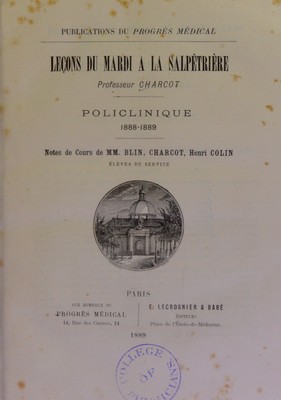 PUBLICATIONS DU PROGRÈS MÉDICAL
LEÇONS DU MARDI A LA SALPÊTRIÈRE
Professeur CHARCOT
POLICLINIQUE
1888-1889
Notes de Cours de MM. BLIN, CHARCOT, Henri COLIN
ÉLÈVES DU SERVICE
PARIS
AUX BUREAUX DU
PROGRÈS MÉDICAL
14, Rue des Carmes, 14
E. LECROSNIER & BABÉ
ÉDITEURS
Place de l'École-de-Médecine.
1889
COLLEGE
OF